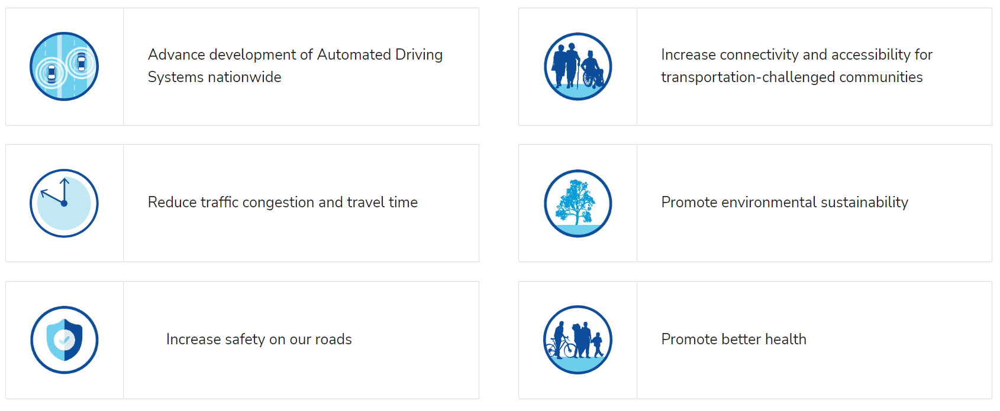 Advance development of Automated Driving
Systems nationwide
Increase connectivity and accessibility for
transportation-challenged communities
Reduce traffic congestion and travel time
Promote environmental sustainability
Increase safety on our roads
Promote better health